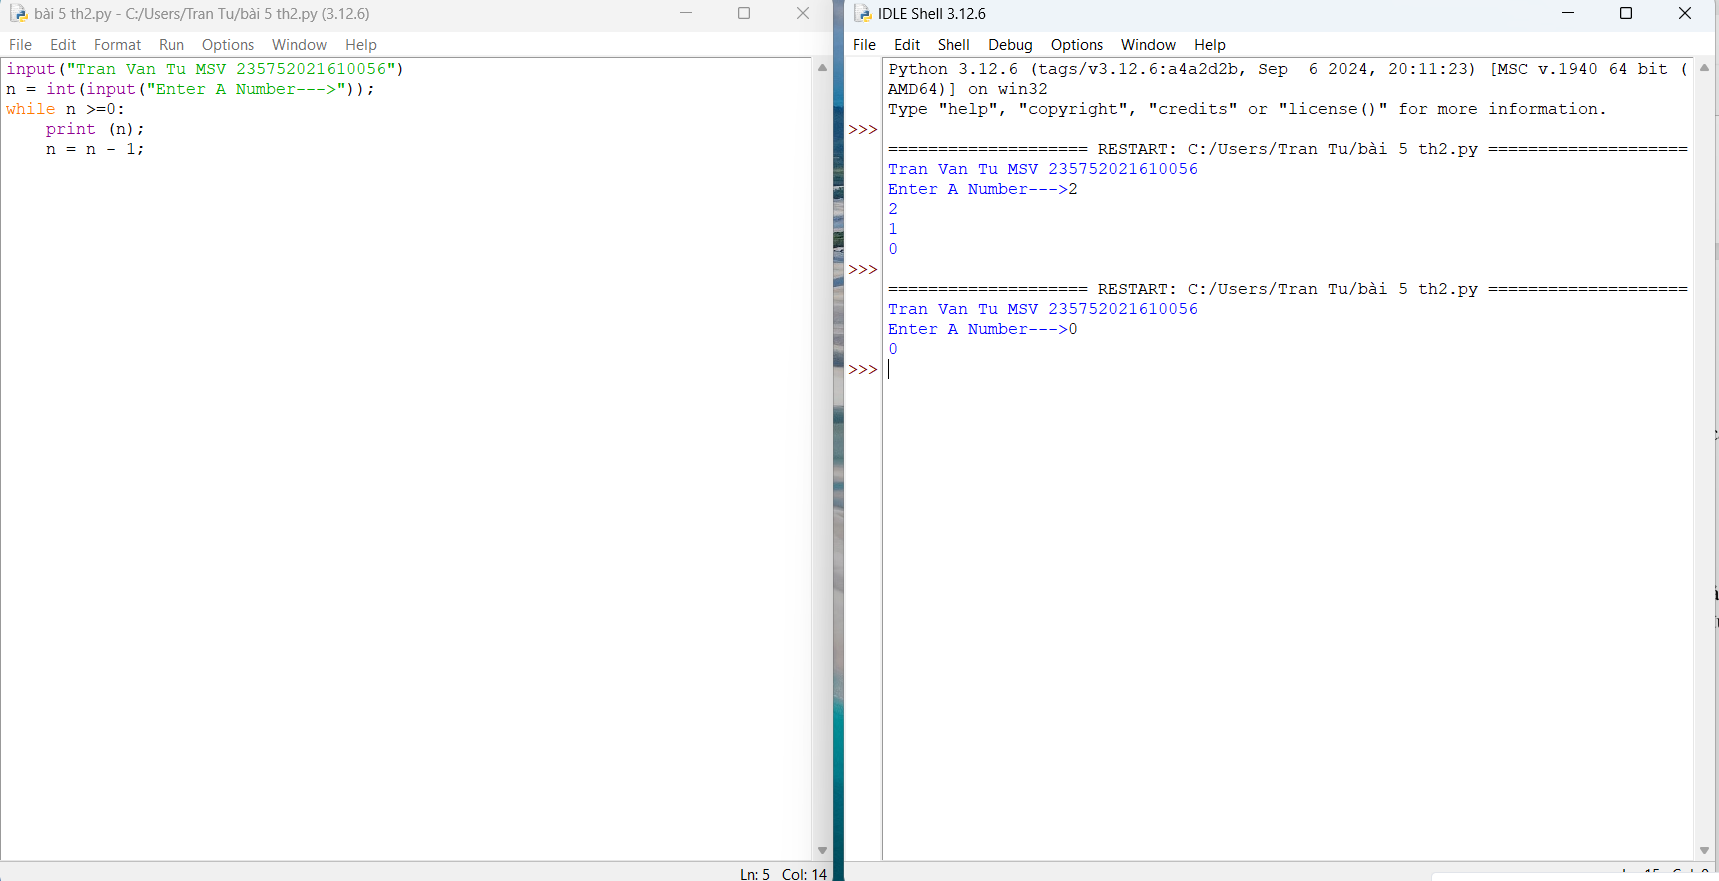 bài 5 th2.py - C:/Users/Tran Tu/bài 5 th2.py (3.12.6)
File Edit Format Run Options Window Help
input("Tran Van Tu MSV 235752021610056")
n = int(input("Enter A Number--->"));
while n >=0:
    print (n);
    n = n - 1;
Ln: 5 Col: 14
IDLE Shell 3.12.6
File Edit Shell Debug Options Window Help
Python 3.12.6 (tags/v3.12.6:a4a2d2b, Sep  6 2024, 20:11:23) [MSC v.1940 64 bit (
AMD64)] on win32
Type "help", "copyright", "credits" or "license()" for more information.
>>>
==================== RESTART: C:/Users/Tran Tu/bài 5 th2.py ====================
Tran Van Tu MSV 235752021610056
Enter A Number--->2
2
1
0
>>>
==================== RESTART: C:/Users/Tran Tu/bài 5 th2.py ====================
Tran Van Tu MSV 235752021610056
Enter A Number--->0
0
>>>